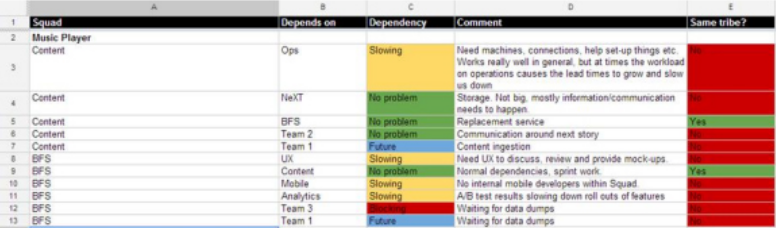 A B C D E
1 Squad Depends on Dependency Comment Same tribe?
2 Music Player
3 Content Ops Slowing Need machines, connections, help set-up things etc. No
Works really well in general, but at times the workload
on operations causes the lead times to grow and slow
us down
4 Content NeXT No problem Storage. Not big, mostly information/communication No
needs to happen.
5 Content BFS No problem Replacement service Yes
6 Content Team 2 No problem Communication around next story No
7 Content Team 1 Future Content ingestion No
8 BFS UX Slowing Need UX to discuss, review and provide mock-ups. No
9 BFS Content No problem Normal dependencies, sprint work. Yes
10 BFS Mobile Slowing No internal mobile developers within Squad. No
11 BFS Analytics Slowing A/B test results slowing down roll outs of features No
12 BFS Team 3 Blocking Waiting for data dumps No
13 BFS Team 1 Future Waiting for data dumps No